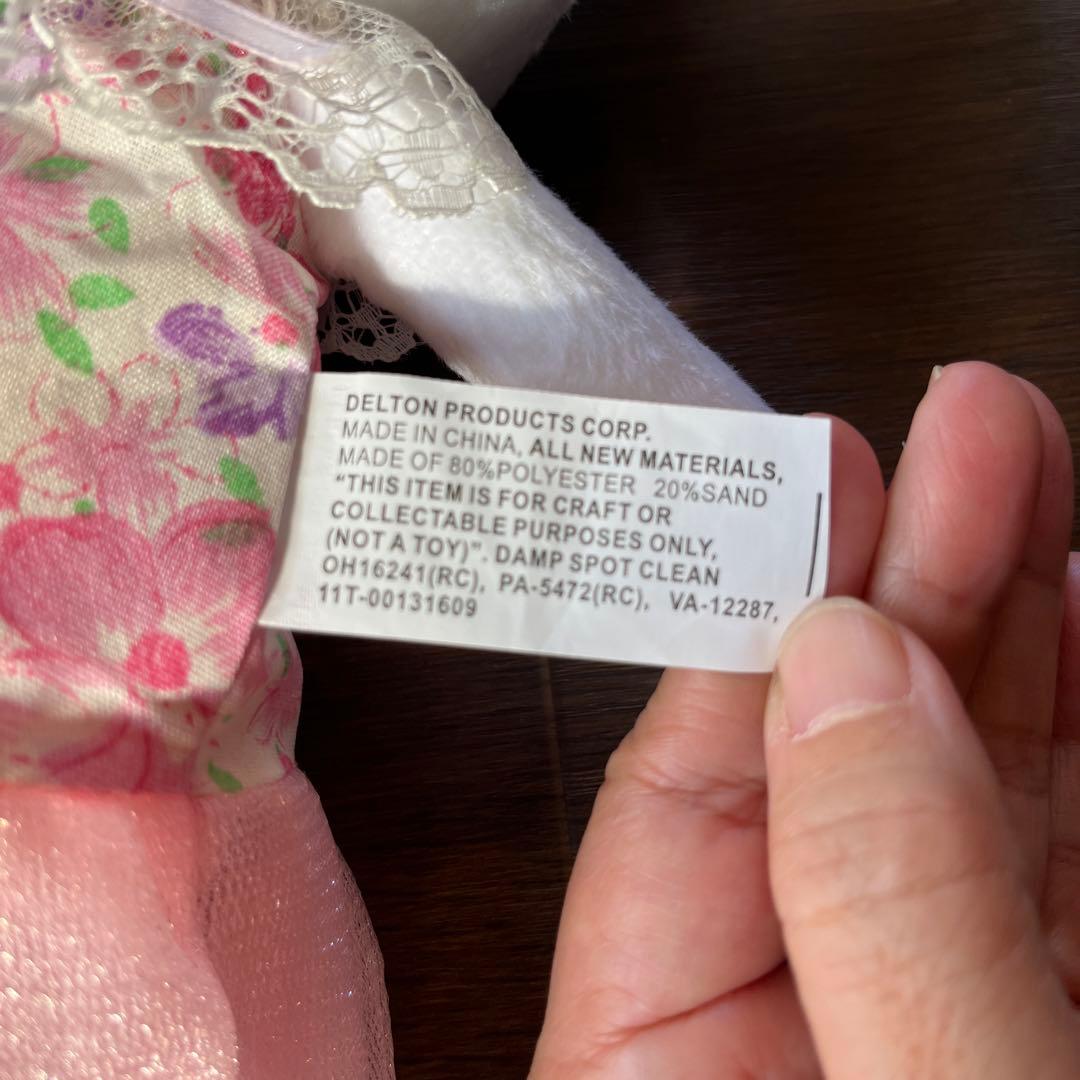 DELTON PRODUCTS CORP.
MADE IN CHINA, ALL NEW MATERIALS,
MADE OF 80%POLYESTER 20%SAND
“THIS ITEM IS FOR CRAFT OR
COLLECTABLE PURPOSES ONLY,
(NOT A TOY)”. DAMP SPOT CLEAN
OH16241(RC), PA-5472(RC), VA-12287,
11T-00131609